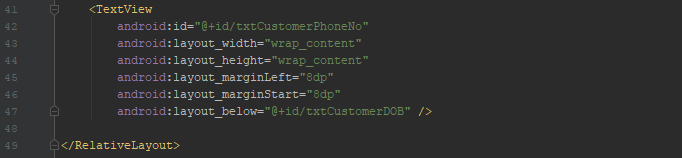 41 <TextView
42 android:id="@+id/txtCustomerPhoneNo"
43 android:layout_width="wrap_content"
44 android:layout_height="wrap_content"
45 android:layout_marginLeft="8dp"
46 android:layout_marginStart="8dp"
47 android:layout_below="@+id/txtCustomerDOB" />
48
49 </RelativeLayout>